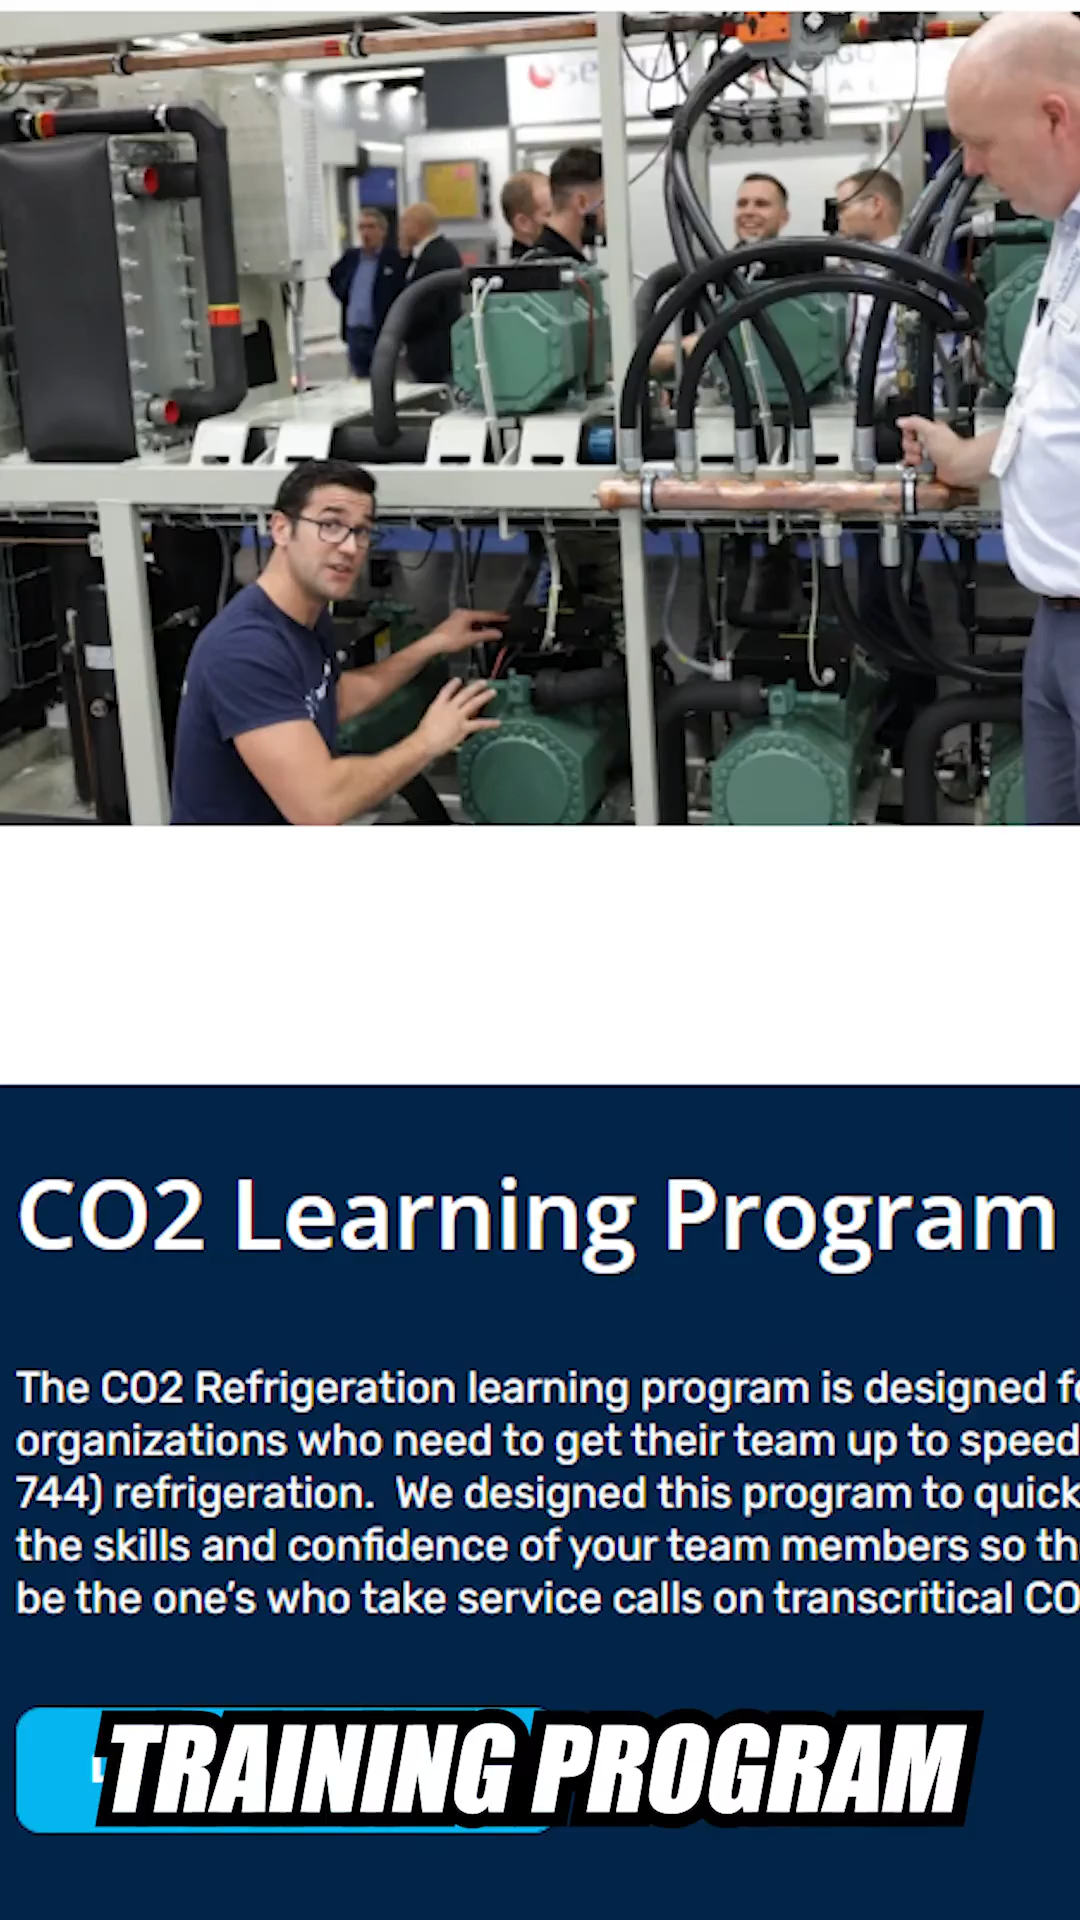 CO2 Learning Program
The CO2 Refrigeration learning program is designed
organizations who need to get their team up to speed
744) refrigeration. We designed this program to quick
the skills and confidence of your team members so th
be the one's who take service calls on transcritical CO
TRAINING PROGRAM